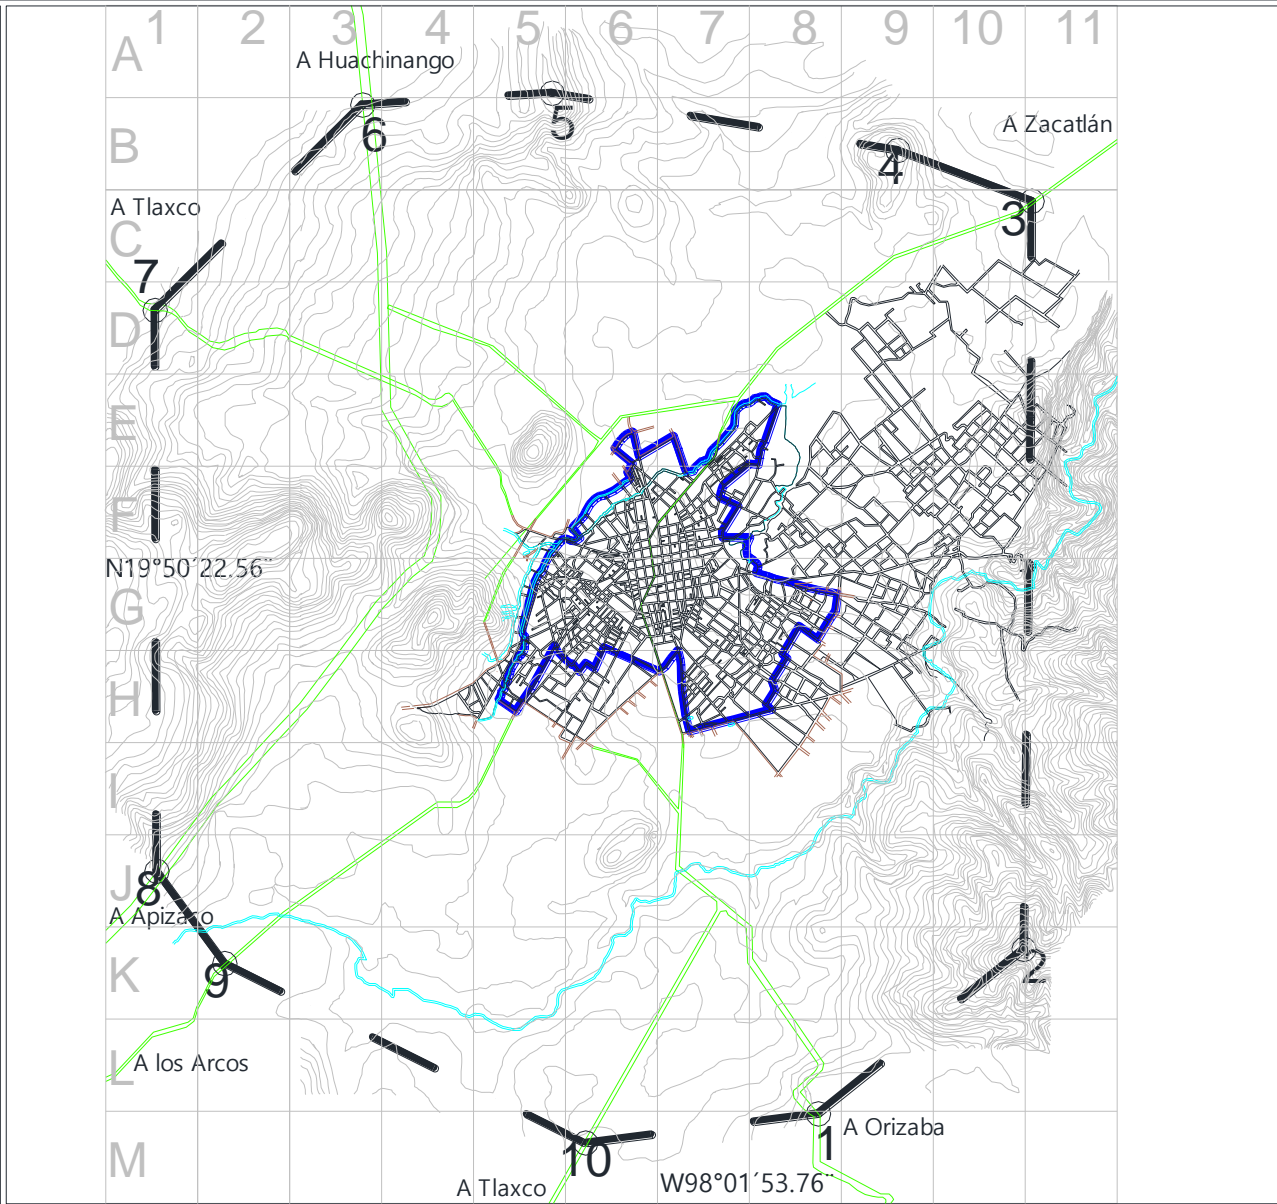 1 2 3 4 5 6 7 8 9 10 11
A
A Huachinango
5
6
B
A Zacatlán
4
A Tlaxco
3
C
7
D
E
F
N19°50´22.56¨
G
H
I
J
8
A Apizaco
K
9
2
L
A los Arcos
A Orizaba
1
M
10
A Tlaxco
W98°01´53.76¨